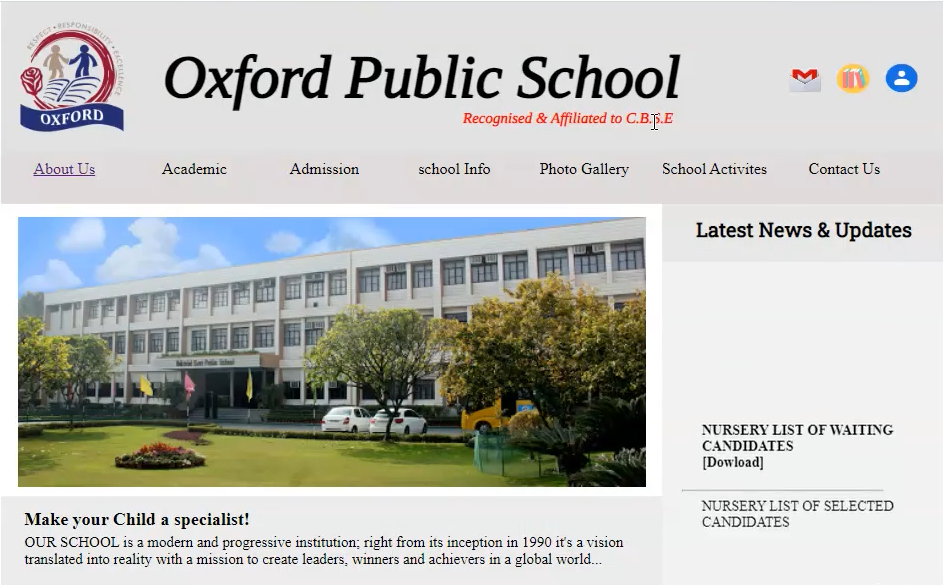 RESPECT • RESPONSIBILITY • EXCELLENCE
OXFORD
Oxford Public School
Recognised & Affiliated to C.B.S.E
About Us
Academic
Admission
school Info
Photo Gallery
School Activites
Contact Us
Latest News & Updates
Public School
NURSERY LIST OF WAITING
CANDIDATES
[Dowload]
NURSERY LIST OF SELECTED
CANDIDATES
Make your Child a specialist!
OUR SCHOOL is a modern and progressive institution; right from its inception in 1990 it's a vision
translated into reality with a mission to create leaders, winners and achievers in a global world...